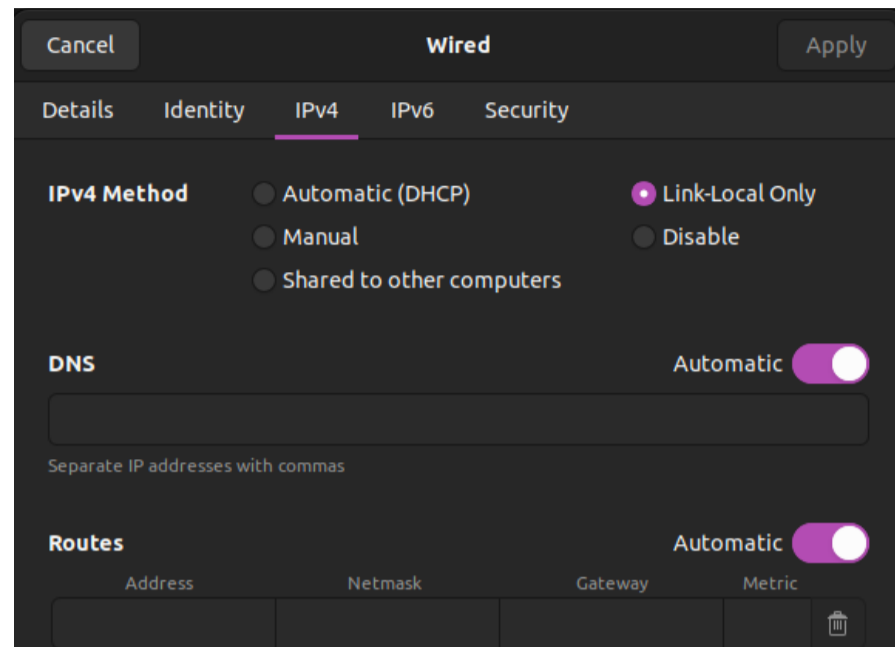 Cancel Wired Apply
Details Identity IPv4 IPv6 Security
IPv4 Method Automatic (DHCP) Link-Local Only
Manual Disable
Shared to other computers
DNS Automatic
Separate IP addresses with commas
Routes Automatic
Address Netmask Gateway Metric